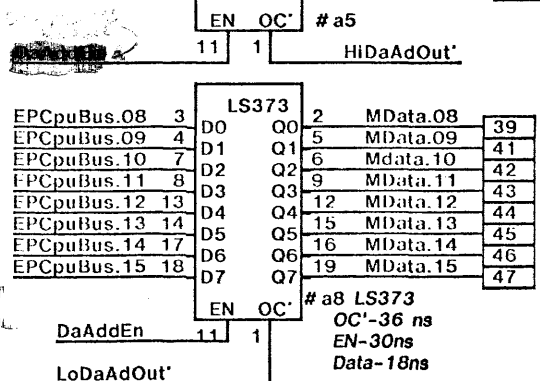 EN OC' # a5
11 1 HiDaAdOut'
LS373
EPCpuBus.08 3 D0 Q0 2 MData.08 39
EPCpuBus.09 4 D1 Q1 5 MData.09 41
EPCpuBus.10 7 D2 Q2 6 Mdata.10 42
EPCpuBus.11 8 D3 Q3 9 MData.11 43
EPCpuBus.12 13 D4 Q4 12 MData.12 44
EPCpuBus.13 14 D5 Q5 15 MData.13 45
EPCpuBus.14 17 D6 Q6 16 MData.14 46
EPCpuBus.15 18 D7 Q7 19 MData.15 47
EN OC' # a8 LS373
OC'-36 ns
DaAddEn 11 1 EN-30ns
Data-18ns
LoDaAdOut'